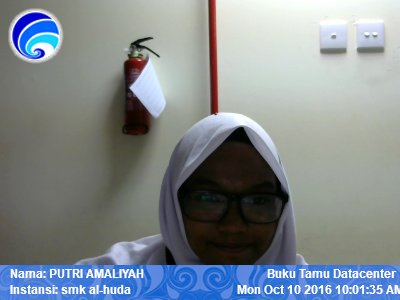 Nama: PUTRI AMALIYAH Buku Tamu Datacenter
Instansi: smk al-huda Mon Oct 10 2016 10:01:35 AM